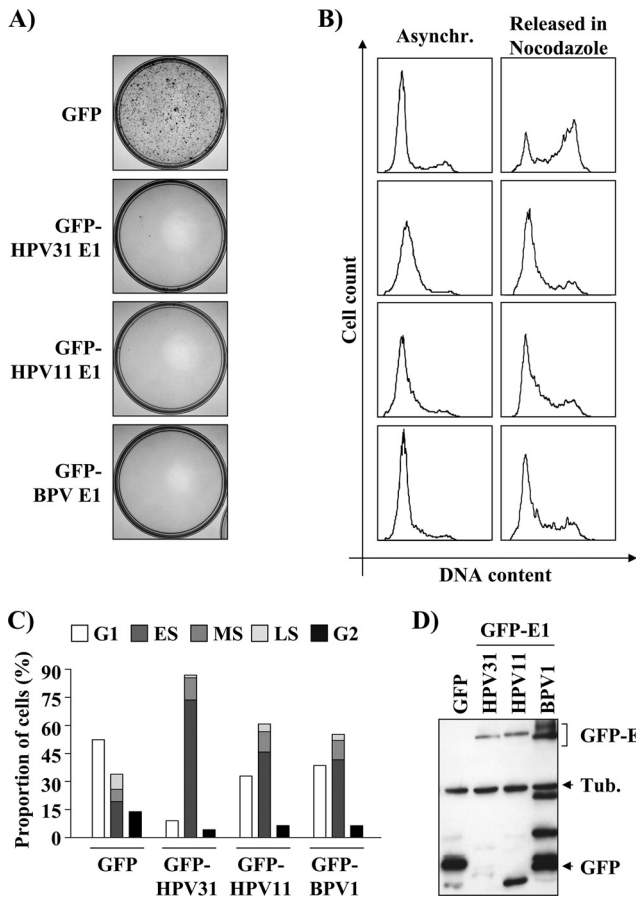 A)
GFP
GFP-
HPV31 E1
GFP-
HPV11 E1
GFP-
BPV E1
B)
Asynchr.
Released in
Nocodazole
Cell count
DNA content
C)
G1 ES MS LS G2
Proportion of cells (%)
90
75
60
45
30
15
0
GFP
GFP-
HPV31
GFP-
HPV11
GFP-
BPV1
D)
GFP-E1
GFP
HPV31
HPV11
BPV1
GFP-E
Tub.
GFP